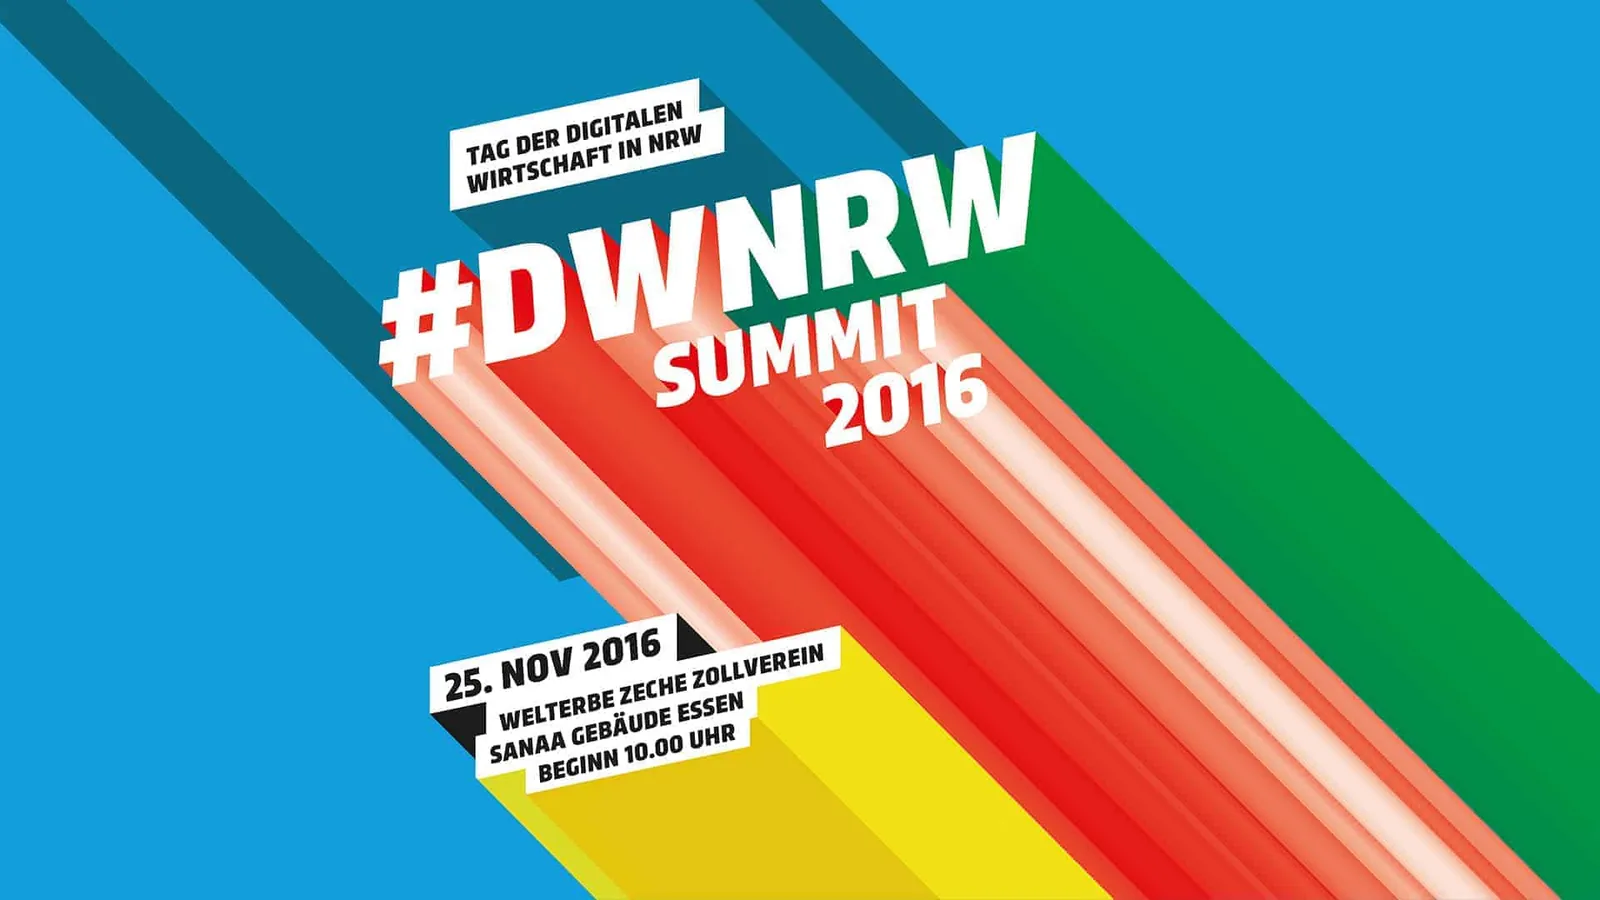 TAG DER DIGITALEN
WIRTSCHAFT IN NRW
#DWNRW
SUMMIT
2016
25. NOV 2016
WELTERBE ZECHE ZOLLVEREIN
SANAA GEBÄUDE ESSEN
BEGINN 10.00 UHR